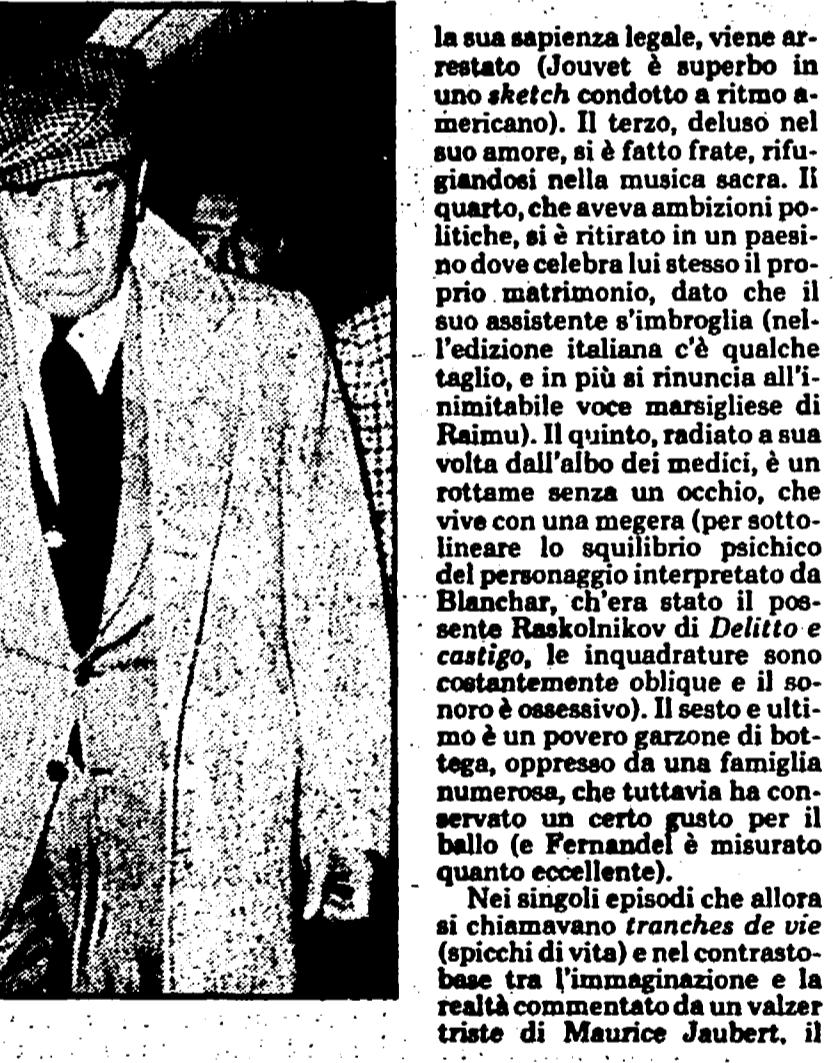 la sua sapienza legale, viene ar-
restato (Jouvet è superbo in
uno sketch condotto a ritmo a-
mericano). Il terzo, deluso nel
suo amore, si è fatto frate, rifu-
giandosi nella musica sacra. Il
quarto, che aveva ambizioni po-
litiche, si è ritirato in un paesi-
no dove celebra lui stesso il pro-
prio matrimonio, dato che il
suo assistente s'imbroglia (nel-
l'edizione italiana c'è qualche
taglio, e in più si rinuncia all'i-
nimitabile voce marsigliese di
Raimu). Il quinto, radiato a sua
volta dall'albo dei medici, è un
rottame senza un occhio, che
vive con una megera (per sotto-
lineare lo squilibrio psichico
del personaggio interpretato da
Blanchar, ch'era stato il pos-
sente Raskolnikov di Delitto e
castigo, le inquadrature sono
costantemente oblique e il so-
noro è ossessivo). Il sesto e ulti-
mo è un povero garzone di bot-
tega, oppresso da una famiglia
numerosa, che tuttavia ha con-
servato un certo gusto per il
ballo (e Fernandel è misurato
quanto eccellente).
Nei singoli episodi che allora
si chiamavano tranches de vie
(spicchi di vita) e nel contrasto-
base tra l'immaginazione e la
realtà commentato da un valzer
triste di Maurice Jaubert, il